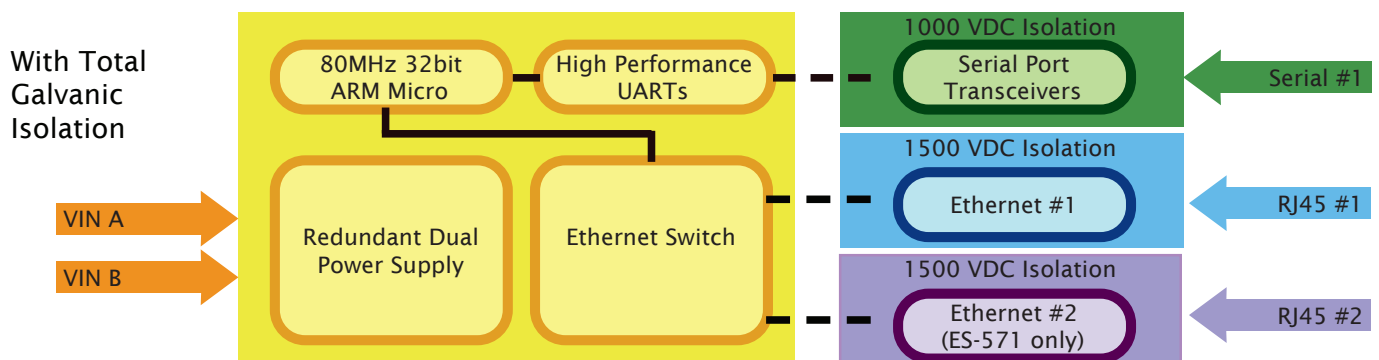 With Total
Galvanic
Isolation
VIN A
VIN B
80MHz 32bit
ARM Micro
High Performance
UARTs
Redundant Dual
Power Supply
Ethernet Switch
1000 VDC Isolation
Serial Port
Transceivers
Serial #1
1500 VDC Isolation
Ethernet #1
RJ45 #1
1500 VDC Isolation
Ethernet #2
(ES-571 only)
RJ45 #2